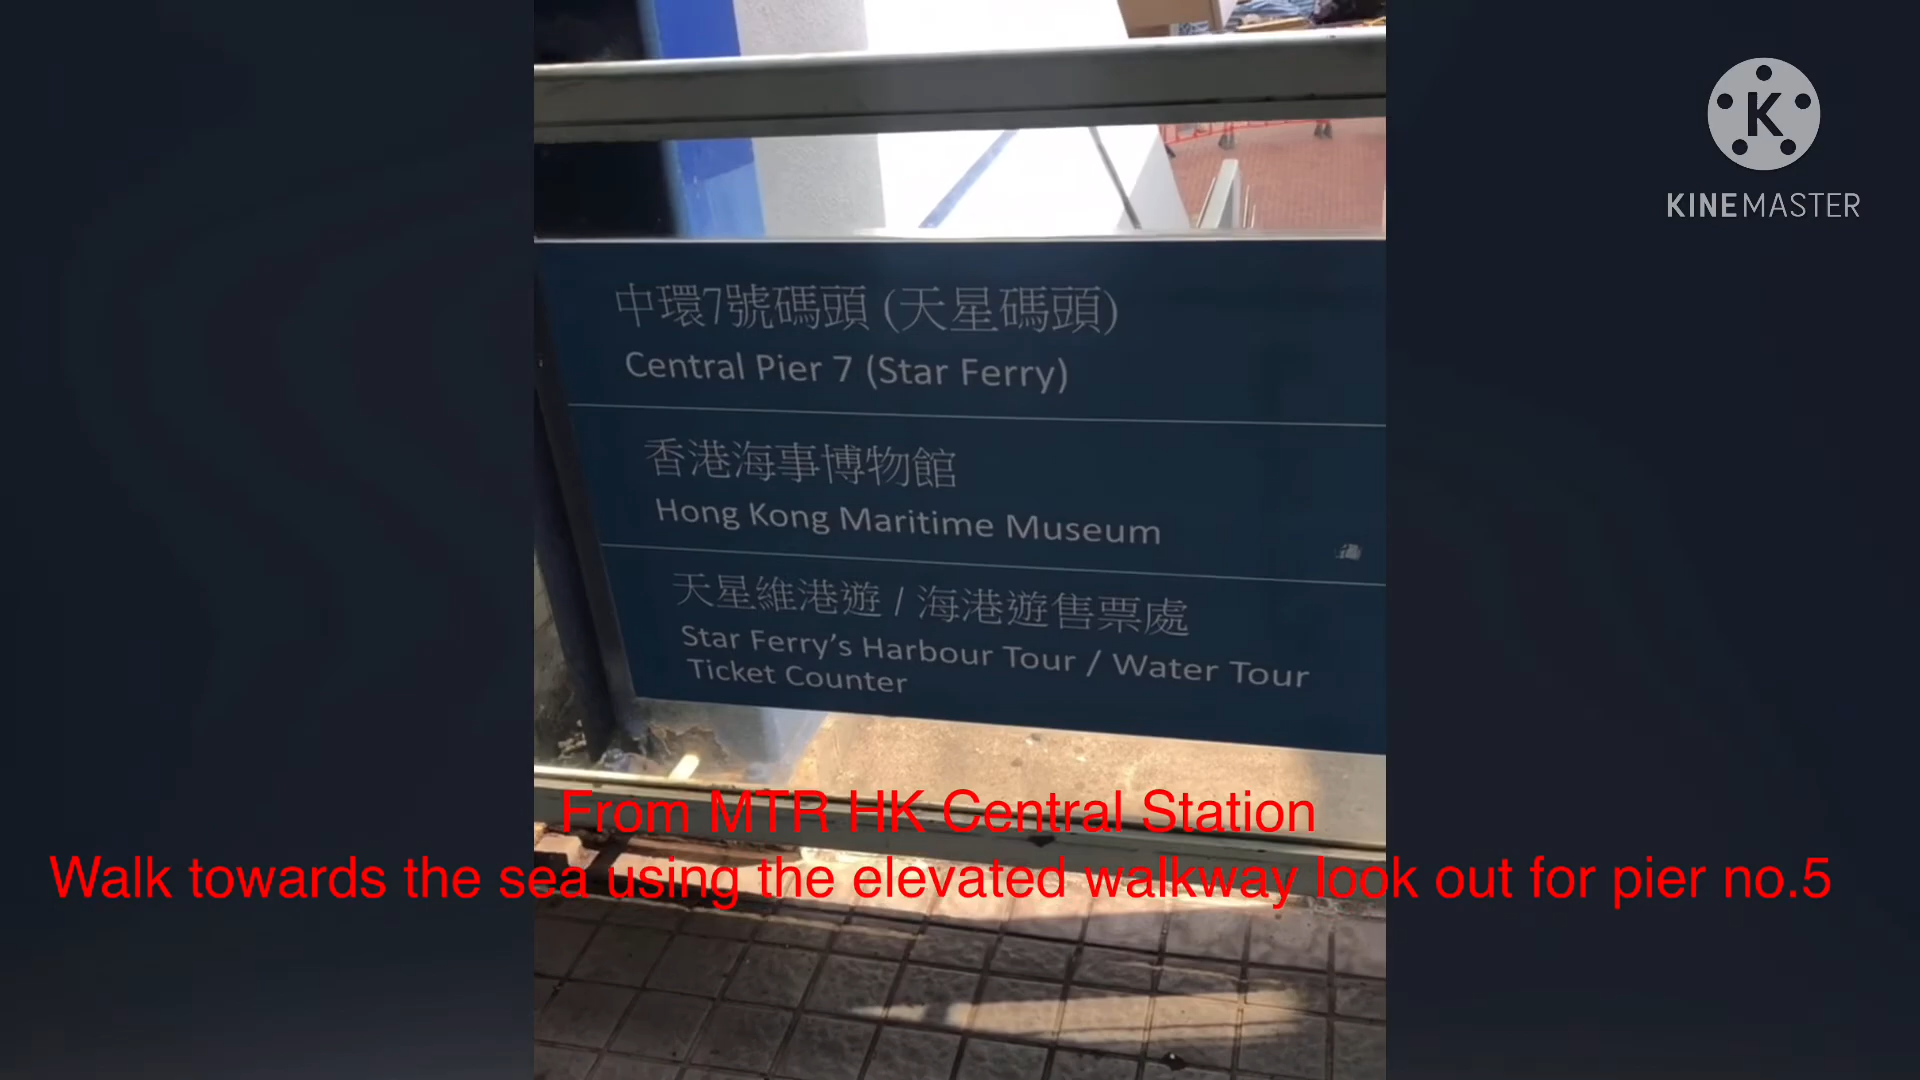 K
KINEMASTER
中環7號碼頭 (天星碼頭)
Central Pier 7 (Star Ferry)
香港海事博物館
Hong Kong Maritime Museum
天星維港遊 / 海港遊售票處
Star Ferry's Harbour Tour / Water Tour
Ticket Counter
From MTR HK Central Station
Walk towards the sea using the elevated walkway look out for pier no.5